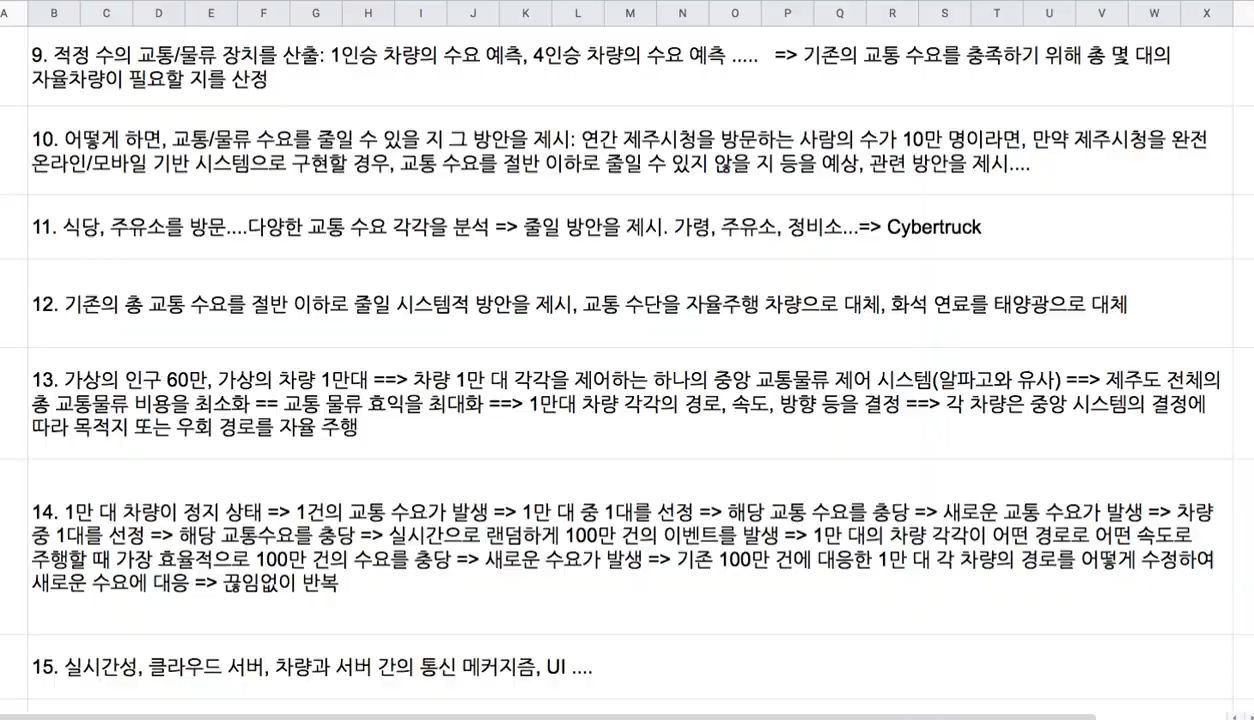 A B C D E F G H I J K L M N O P Q R S T U V W X
9. 적정 수의 교통/물류 장치를 산출: 1인승 차량의 수요 예측, 4인승 차량의 수요 예측 ..... => 기존의 교통 수요를 충족하기 위해 총 몇 대의
자율차량이 필요할 지를 산정
10. 어떻게 하면, 교통/물류 수요를 줄일 수 있을 지 그 방안을 제시: 연간 제주시청을 방문하는 사람의 수가 10만 명이라면, 만약 제주시청을 완전
온라인/모바일 기반 시스템으로 구현할 경우, 교통 수요를 절반 이하로 줄일 수 있지 않을 지 등을 예상, 관련 방안을 제시....
11. 식당, 주유소를 방문....다양한 교통 수요 각각을 분석 => 줄일 방안을 제시. 가령, 주유소, 정비소...=> Cybertruck
12. 기존의 총 교통 수요를 절반 이하로 줄일 시스템적 방안을 제시, 교통 수단을 자율주행 차량으로 대체, 화석 연료를 태양광으로 대체
13. 가상의 인구 60만, 가상의 차량 1만대 ==> 차량 1만 대 각각을 제어하는 하나의 중앙 교통물류 제어 시스템(알파고와 유사) ==> 제주도 전체의
총 교통물류 비용을 최소화 == 교통 물류 효익을 최대화 ==> 1만대 차량 각각의 경로, 속도, 방향 등을 결정 ==> 각 차량은 중앙 시스템의 결정에
따라 목적지 또는 우회 경로를 자율 주행
14. 1만 대 차량이 정지 상태 => 1건의 교통 수요가 발생 => 1만 대 중 1대를 선정 => 해당 교통 수요를 충당 => 새로운 교통 수요가 발생 => 차량
중 1대를 선정 => 해당 교통수요를 충당 => 실시간으로 랜덤하게 100만 건의 이벤트를 발생 => 1만 대의 차량 각각이 어떤 경로로 어떤 속도로
주행할 때 가장 효율적으로 100만 건의 수요를 충당 => 새로운 수요가 발생 => 기존 100만 건에 대응한 1만 대 각 차량의 경로를 어떻게 수정하여
새로운 수요에 대응 => 끊임없이 반복
15. 실시간성, 클라우드 서버, 차량과 서버 간의 통신 메커지즘, UI ....